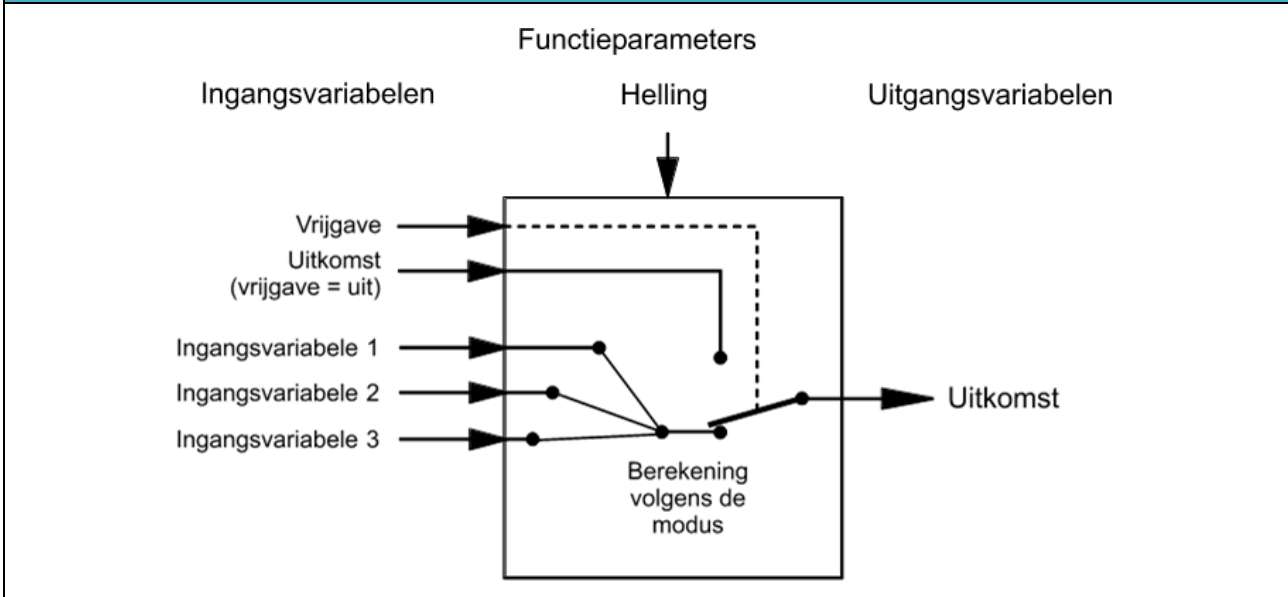 Functieparameters
Ingangsvariabelen
Helling
Uitgangsvariabelen
Vrijgave
Uitkomst
(vrijgave = uit)
Ingangsvariabele 1
Ingangsvariabele 2
Ingangsvariabele 3
Uitkomst
Berekening
volgens de
modus